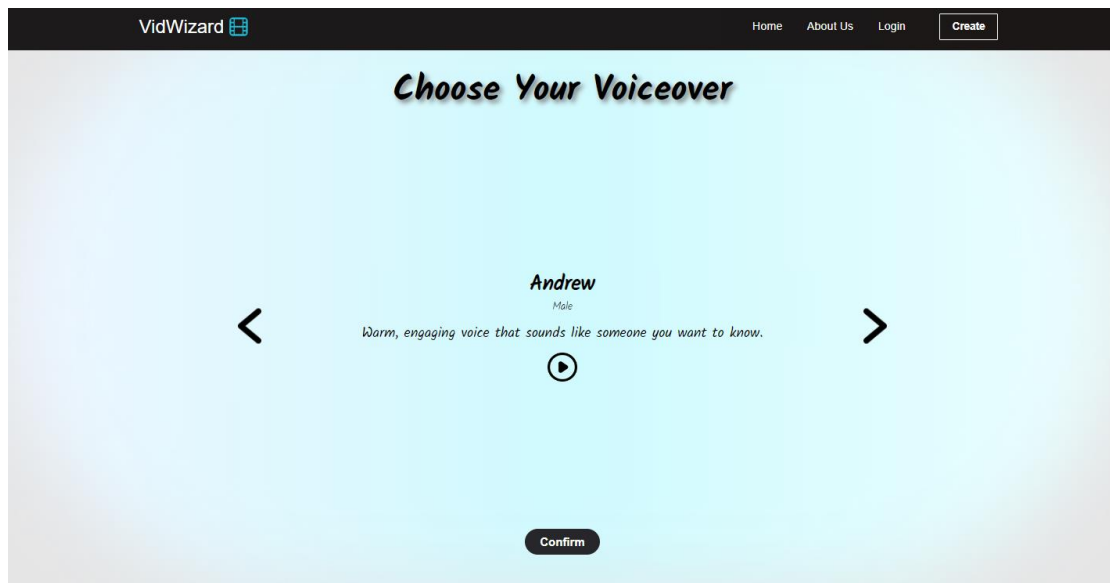 VidWizard
Home About Us Login Create
Choose Your Voiceover
Andrew
Male
Warm, engaging voice that sounds like someone you want to know.
Confirm